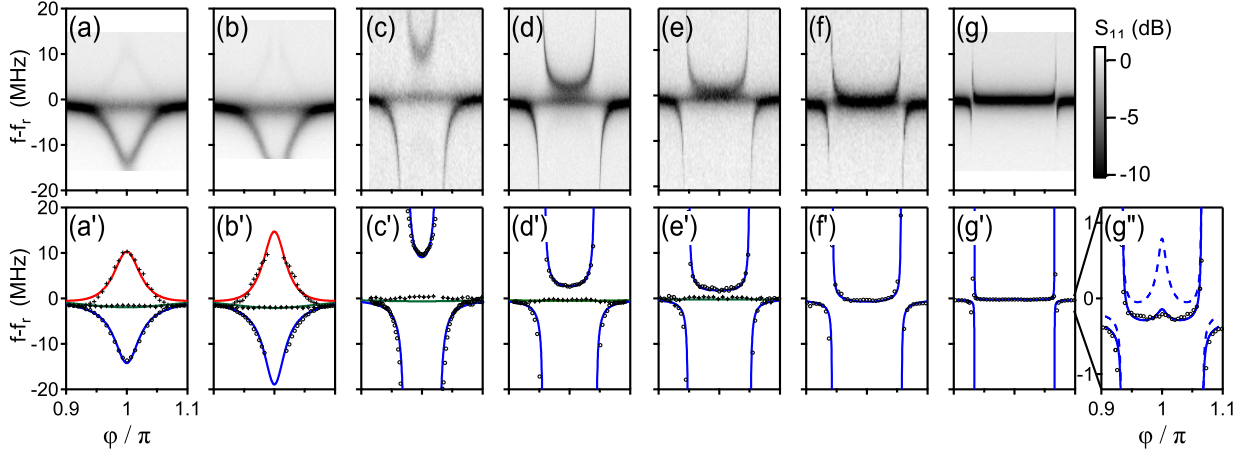 (a) (b) (c) (d) (e) (f) (g)
S11 (dB)
20
10
0
-10
-20
f-fr (MHz)
0
-5
-10
(a') (b') (c') (d') (e') (f') (g') (g'')
20
10
0
-10
-20
f-fr (MHz)
1
0
-1
0.9 1 1.1
φ / π
0.9 1 1.1
φ / π